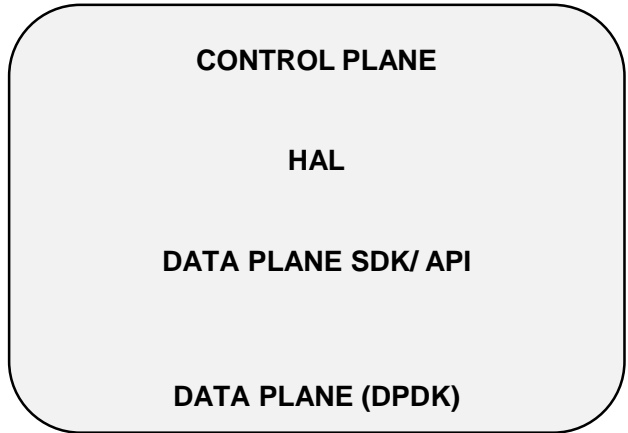 CONTROL PLANE
HAL
DATA PLANE SDK/ API
DATA PLANE (DPDK)